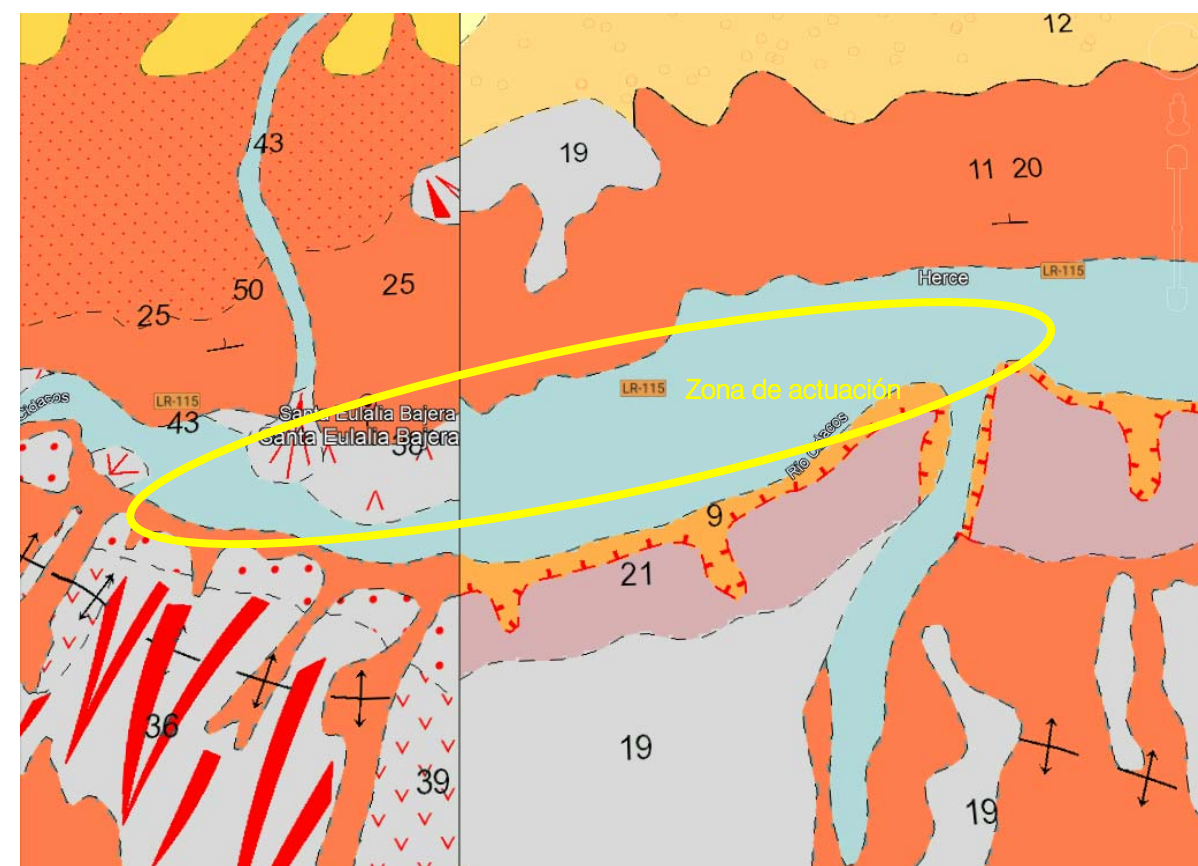 12
43
19
11 20
50
25
25
Herce
LR-115
LR-115
Zona de actuación
LR-115
Cidacos
43
Santa Eulalia Bajera
Santa Eulalia Bajera
38
Río Cidacos
9
21
36
19
39
19